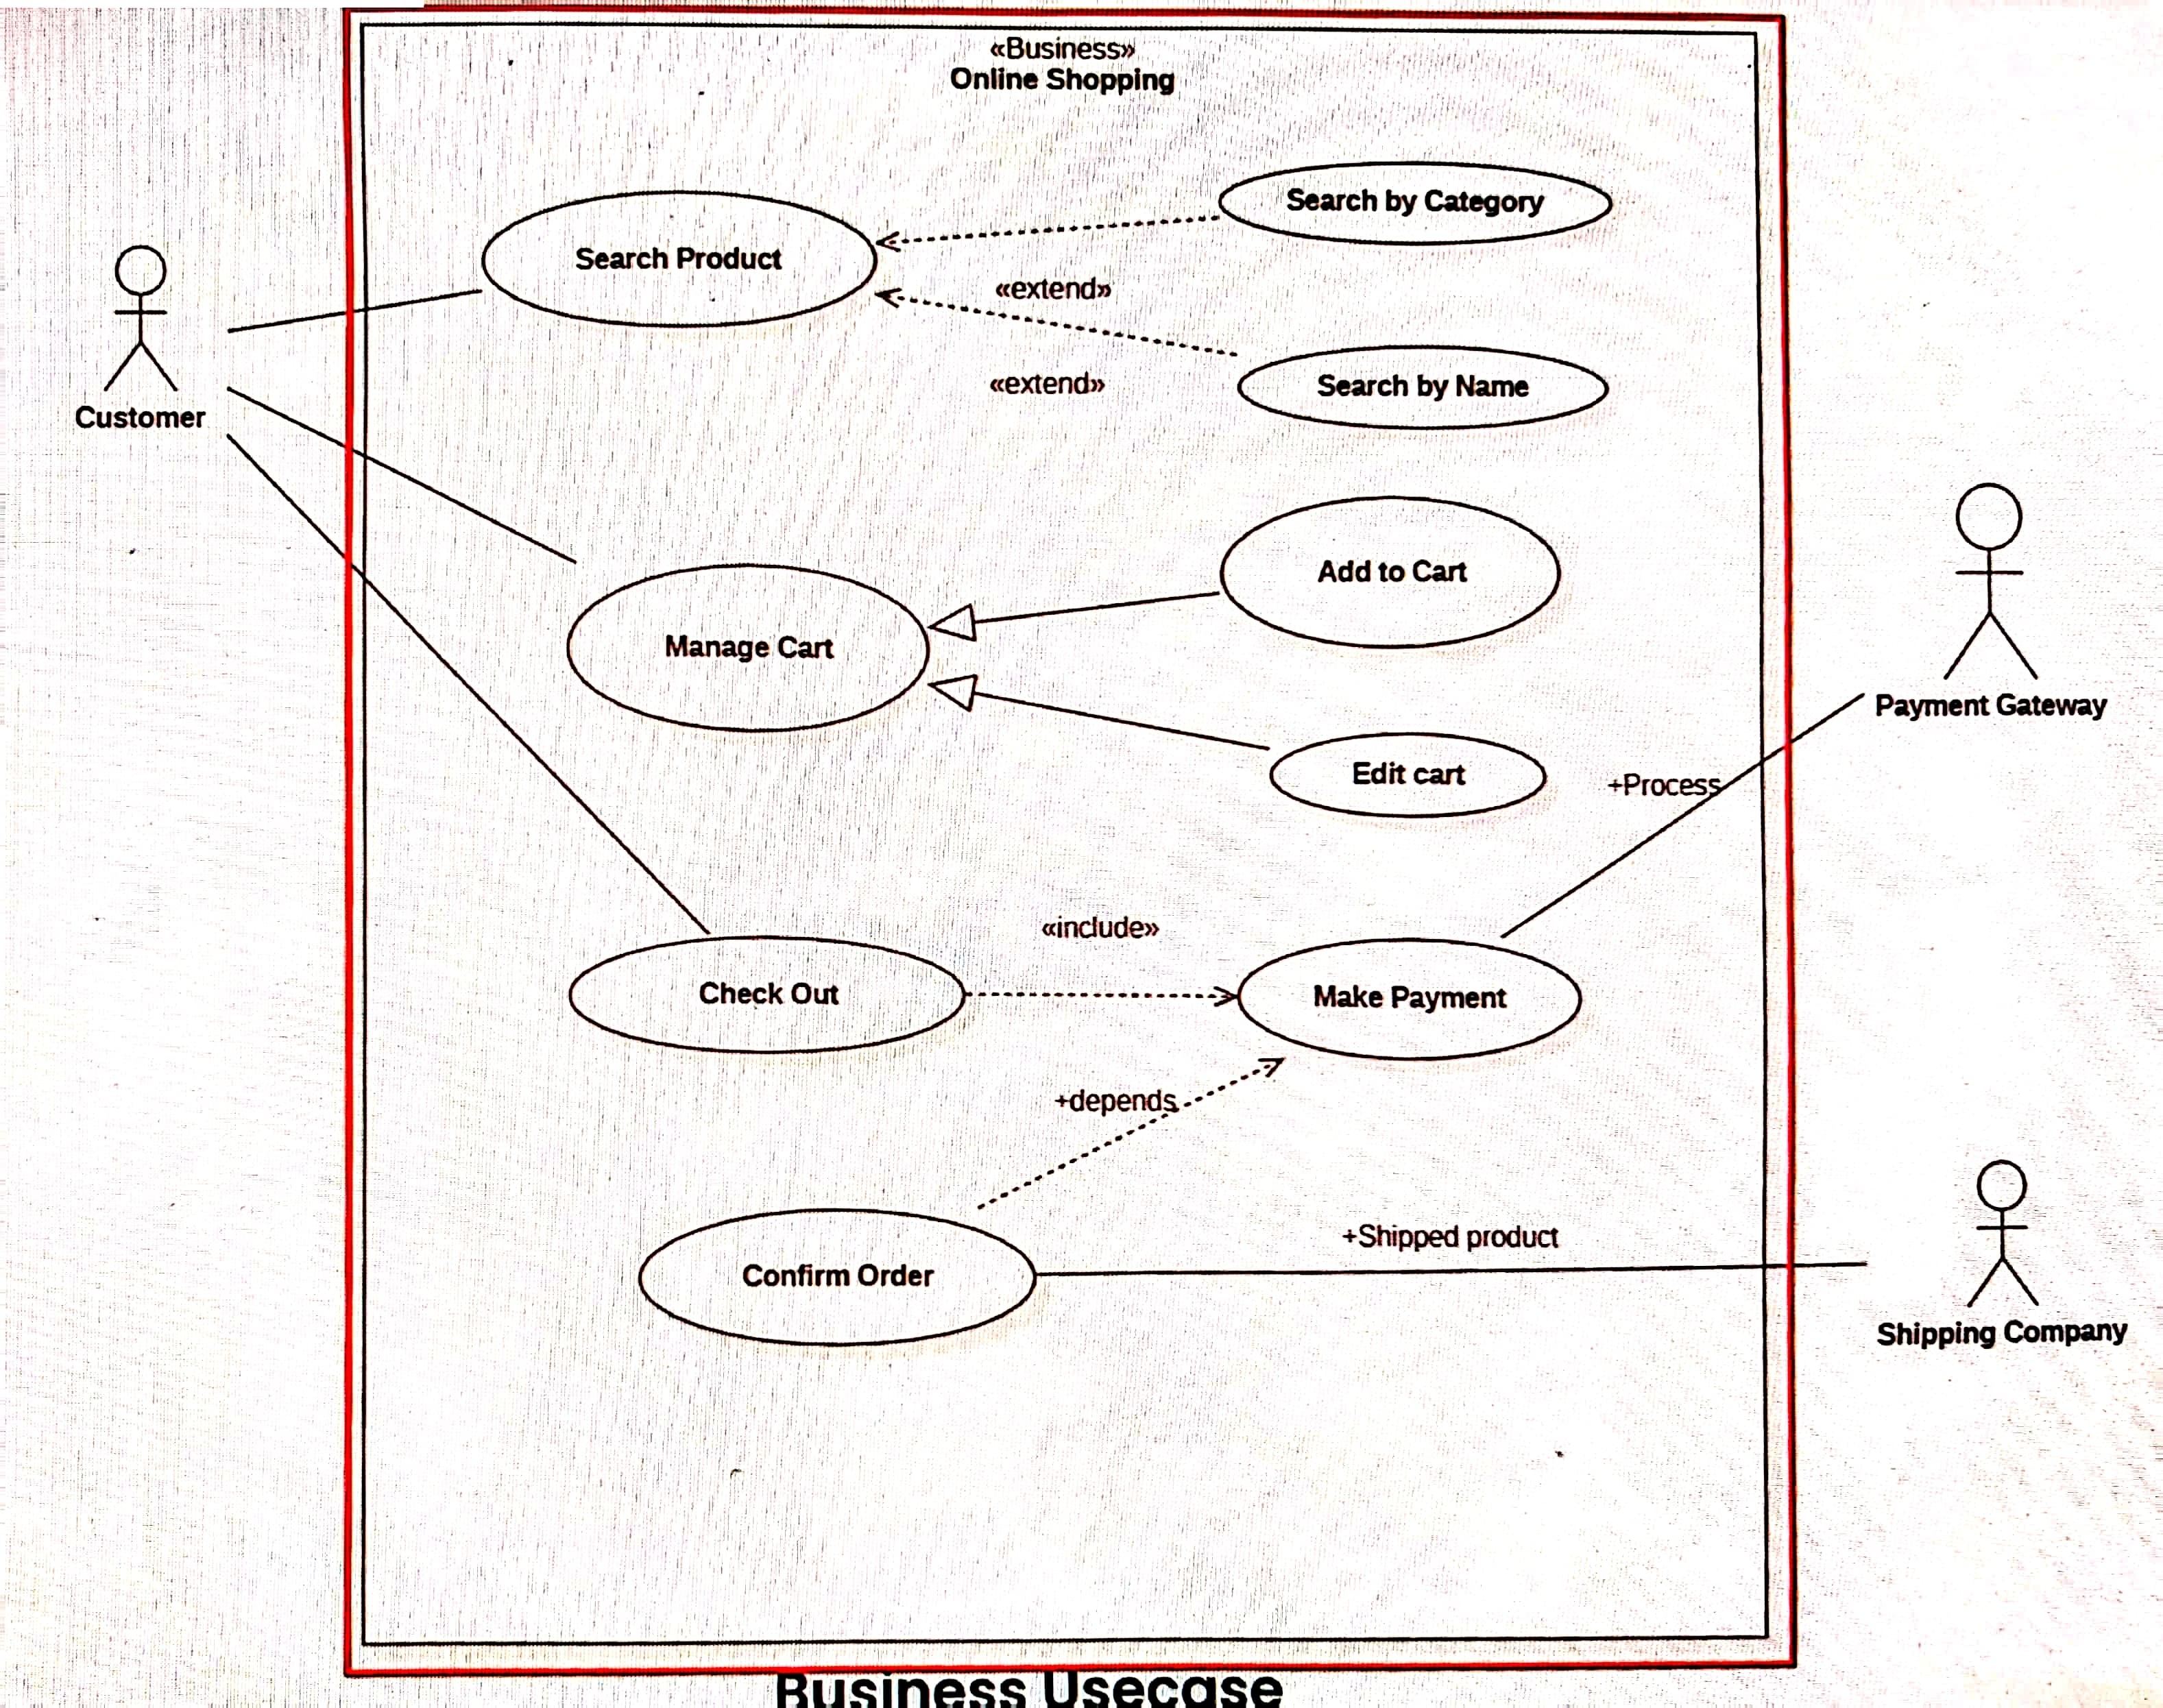 «Business»
Online Shopping
Search by Category
Search Product
«extend»
Search by Name
«extend»
Customer
Add to Cart
Manage Cart
Payment Gateway
Edit cart
+Process
«include»
Check Out
Make Payment
+depends
+Shipped product
Confirm Order
Shipping Company
Business Usecase